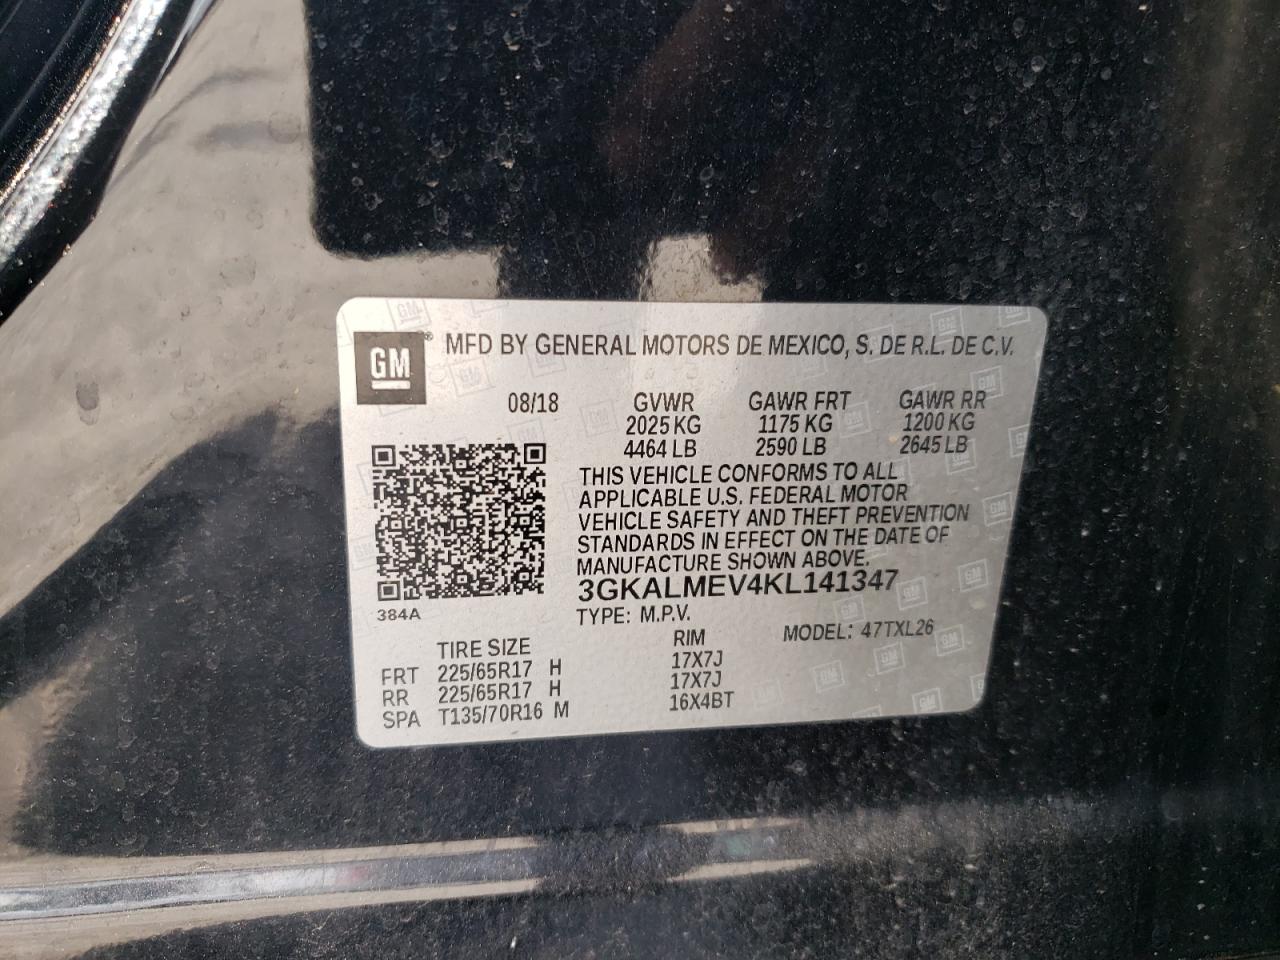 GM® MFD BY GENERAL MOTORS DE MEXICO, S. DE R.L. DE C.V.
08/18 GVWR GAWR FRT GAWR RR
2025 KG 1175 KG 1200 KG
4464 LB 2590 LB 2645 LB
THIS VEHICLE CONFORMS TO ALL
APPLICABLE U.S. FEDERAL MOTOR
VEHICLE SAFETY AND THEFT PREVENTION
STANDARDS IN EFFECT ON THE DATE OF
MANUFACTURE SHOWN ABOVE.
3GKALMEV4KL141347
384A
TYPE: M.P.V.
MODEL: 47TXL26
TIRE SIZE RIM
FRT 225/65R17 H 17X7J
RR 225/65R17 H 17X7J
SPA T135/70R16 M 16X4BT